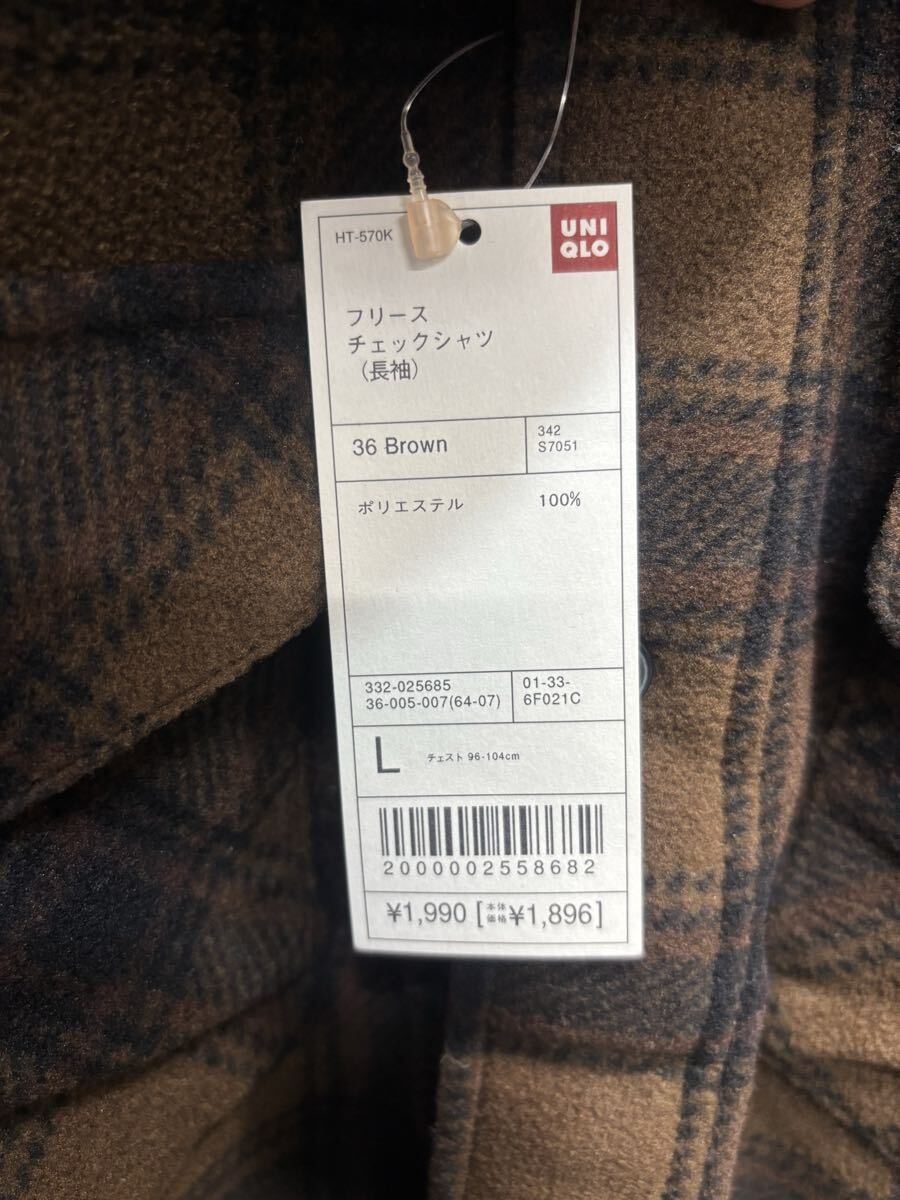 HT-570K
UNI
QLO
フリース
チェックシャツ
（長袖）
36 Brown
342
S7051
ポリエステル 100%
332-025685
36-005-007(64-07)
01-33-
6F021C
L チェスト 96-104cm
2000002558682
¥1,990 [本体価格¥1,896]